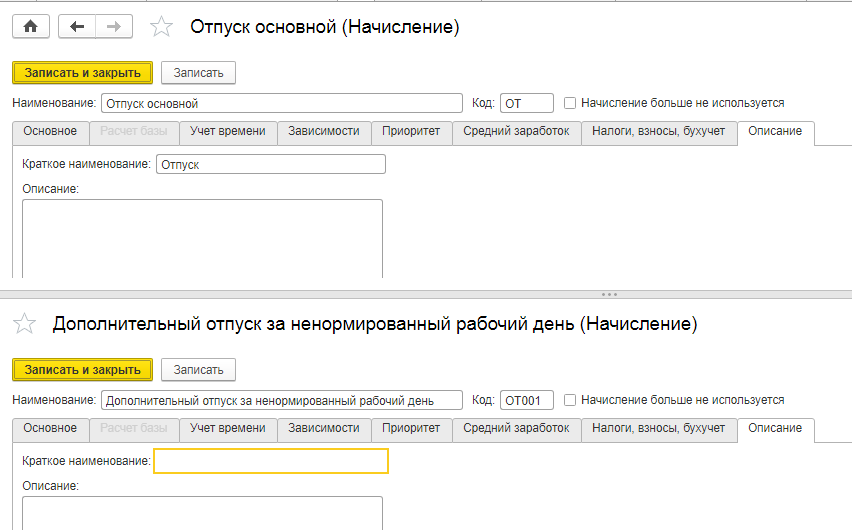 Отпуск основной (Начисление)
Записать и закрыть Записать
Наименование: Отпуск основной Код: ОТ Начисление больше не используется
Основное Расчет базы Учет времени Зависимости Приоритет Средний заработок Налоги, взносы, бухучет Описание
Краткое наименование: Отпуск
Описание:
Дополнительный отпуск за ненормированный рабочий день (Начисление)
Записать и закрыть Записать
Наименование: Дополнительный отпуск за ненормированный рабочий день Код: ОТ001 Начисление больше не используется
Основное Расчет базы Учет времени Зависимости Приоритет Средний заработок Налоги, взносы, бухучет Описание
Краткое наименование:
Описание: